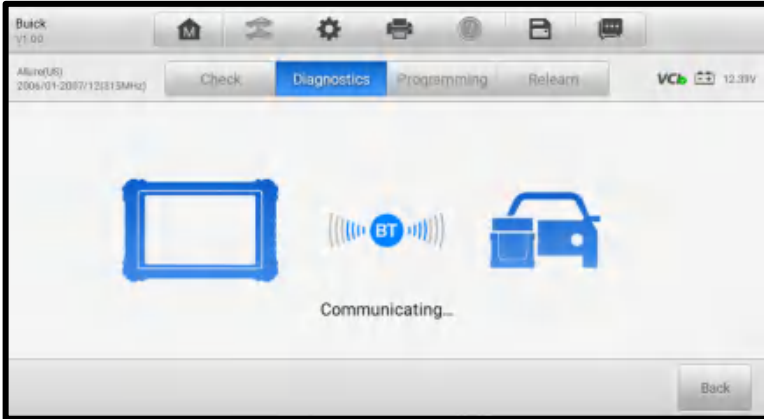 Buick
V1.00
M
Allure(US)
2006/01-2007/12(315MHz)
Check
Diagnostics
Programming
Relearn
VCI
12.39V
BT
Communicating...
Back